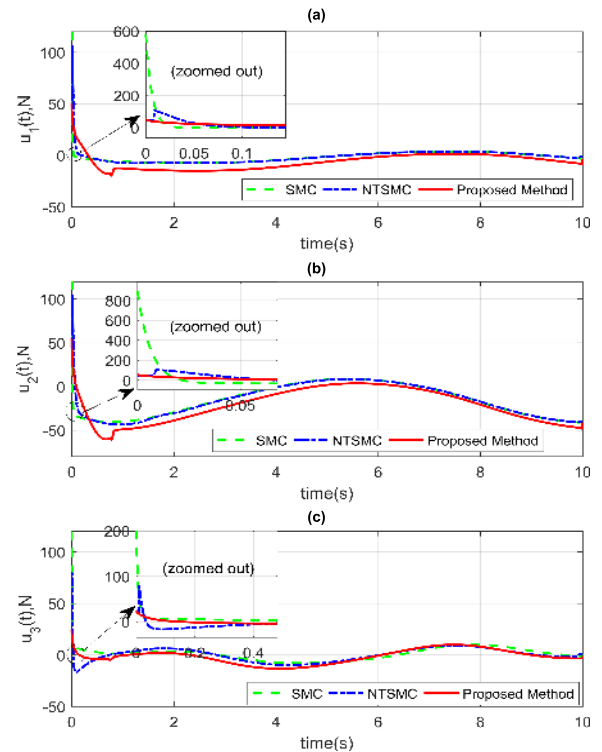 (a)
u1(t),N
100
50
0
-50
600
400
200
0
(zoomed out)
0 0.05 0.1
SMC NTSMC Proposed Method
0 2 4 6 8 10
time(s)
(b)
u2(t),N
100
50
0
-50
800
600
400
200
0
(zoomed out)
0 0.05
SMC NTSMC Proposed Method
0 2 4 6 8 10
time(s)
(c)
u3(t),N
100
50
0
-50
200
100
0
(zoomed out)
0 0.2 0.4
SMC NTSMC Proposed Method
0 2 4 6 8 10
time(s)